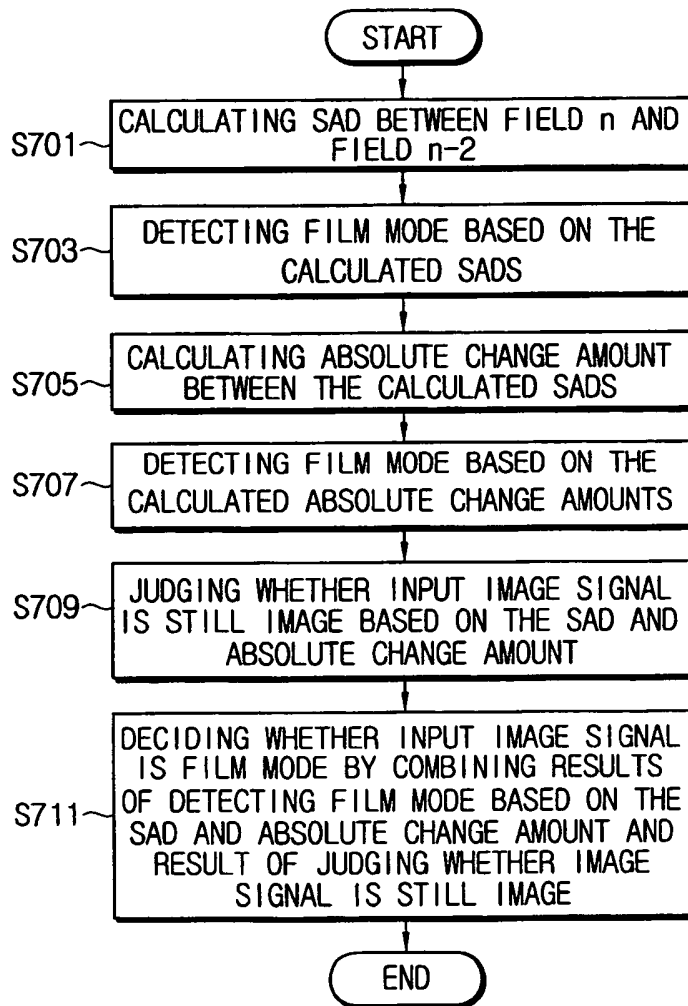 START
S701
CALCULATING SAD BETWEEN FIELD n AND
FIELD n-2
S703
DETECTING FILM MODE BASED ON THE
CALCULATED SADS
S705
CALCULATING ABSOLUTE CHANGE AMOUNT
BETWEEN THE CALCULATED SADS
S707
DETECTING FILM MODE BASED ON THE
CALCULATED ABSOLUTE CHANGE AMOUNTS
S709
JUDGING WHETHER INPUT IMAGE SIGNAL
IS STILL IMAGE BASED ON THE SAD AND
ABSOLUTE CHANGE AMOUNT
S711
DECIDING WHETHER INPUT IMAGE SIGNAL
IS FILM MODE BY COMBINING RESULTS
OF DETECTING FILM MODE BASED ON THE
SAD AND ABSOLUTE CHANGE AMOUNT AND
RESULT OF JUDGING WHETHER IMAGE
SIGNAL IS STILL IMAGE
END